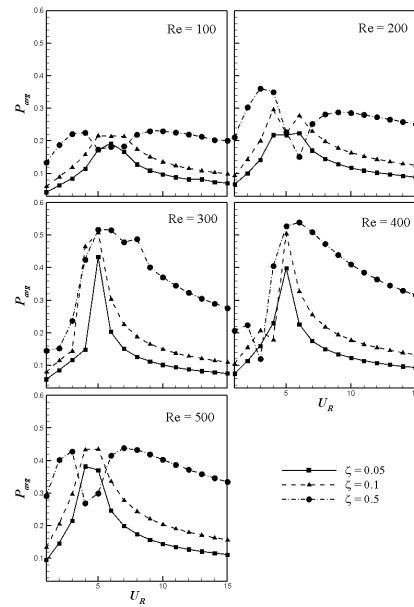 Re = 100
Re = 200
P_avg
0.6
0.5
0.4
0.3
0.2
0.1
Re = 300
Re = 400
P_avg
0.6
0.5
0.4
0.3
0.2
0.1
5
10
15
U_R
Re = 500
P_avg
0.6
0.5
0.4
0.3
0.2
0.1
5
10
15
U_R
ζ = 0.05
ζ = 0.1
ζ = 0.5